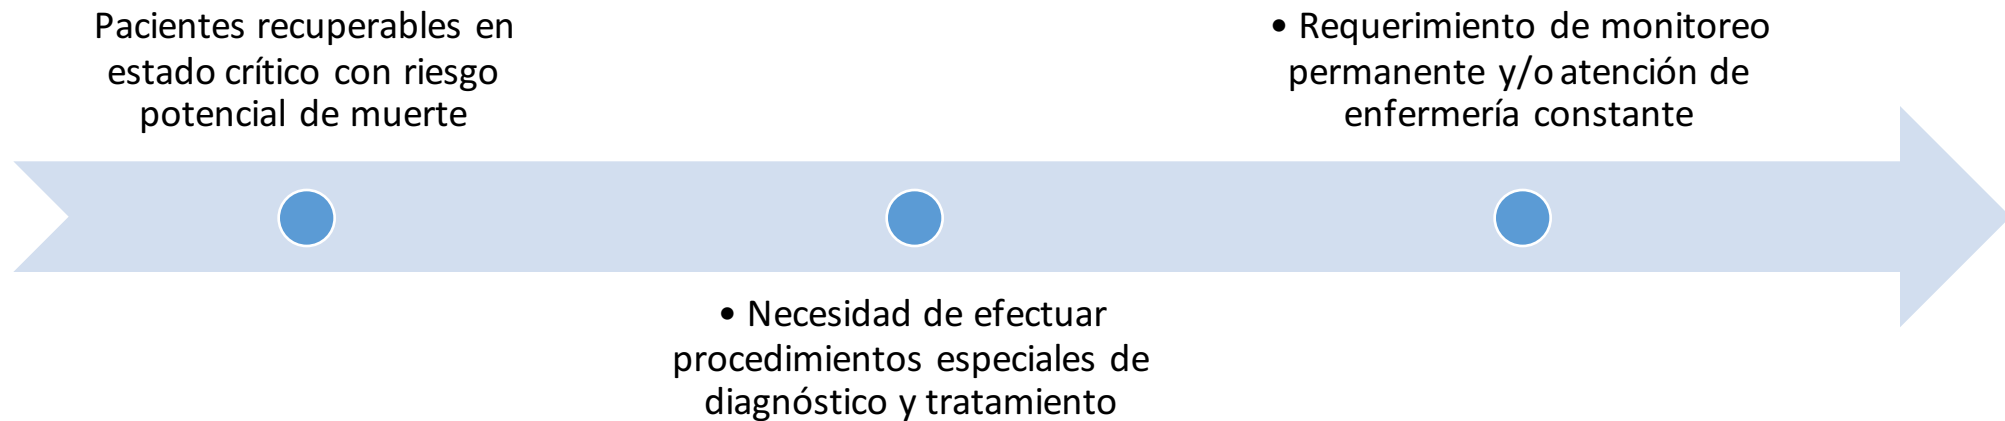 Pacientes recuperables en
estado crítico con riesgo
potencial de muerte
• Necesidad de efectuar
procedimientos especiales de
diagnóstico y tratamiento
• Requerimiento de monitoreo
permanente y/o atención de
enfermería constante